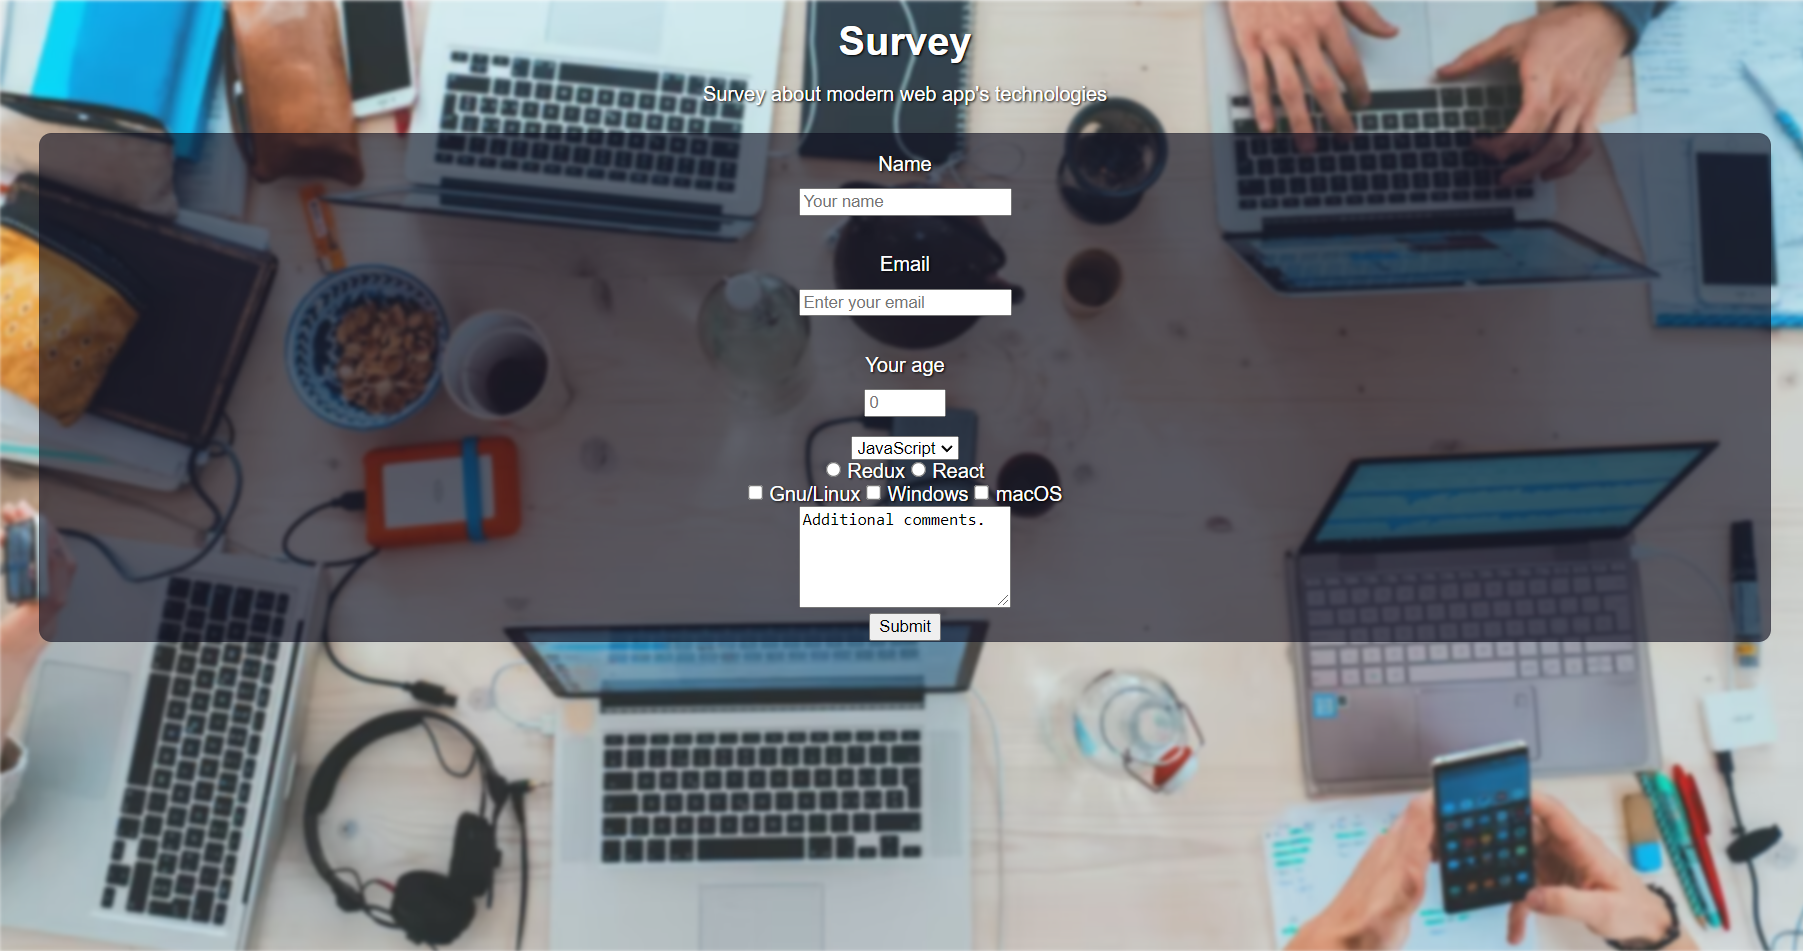 Survey
Survey about modern web app's technologies
Name
Your name
Email
Enter your email
Your age
0
JavaScript
Redux React
Gnu/Linux Windows macOS
Additional comments.
Submit